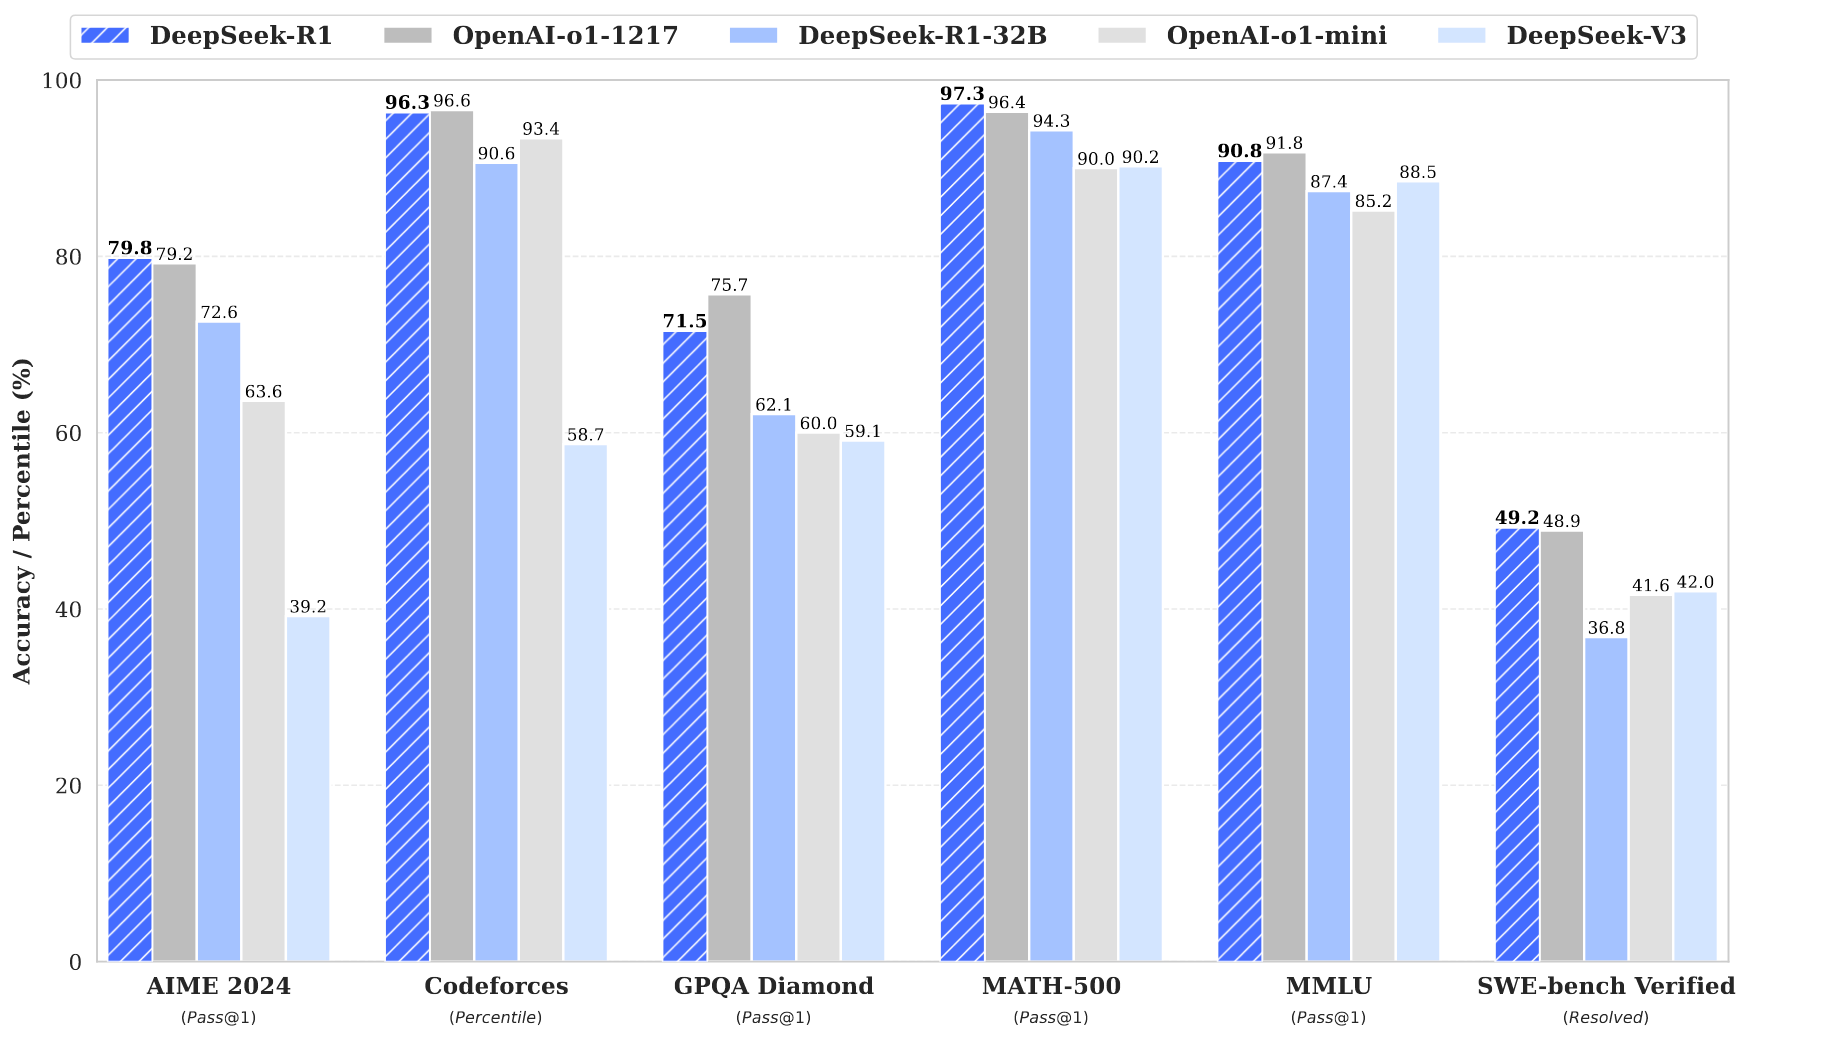 DeepSeek-R1 OpenAI-o1-1217 DeepSeek-R1-32B OpenAI-o1-mini DeepSeek-V3
Accuracy / Percentile (%)
100
80
60
40
20
0
79.8 79.2 72.6 63.6 39.2
96.3 96.6 90.6 93.4 58.7
71.5 75.7 62.1 60.0 59.1
97.3 96.4 94.3 90.0 90.2
90.8 91.8 87.4 85.2 88.5
49.2 48.9 36.8 41.6 42.0
AIME 2024 Codeforces GPQA Diamond MATH-500 MMLU SWE-bench Verified
(Pass@1) (Percentile) (Pass@1) (Pass@1) (Pass@1) (Resolved)